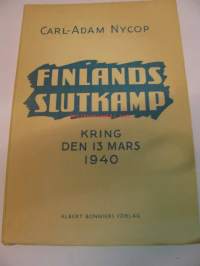 CARL-ADAM NYCOP
FINLANDS
SLUTKAMP
KRING
DEN 13 MARS
1940
ALBERT BONNIERS FÖRLAG